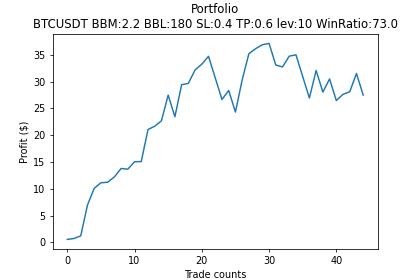 Portfolio
BTCUSDT BBM:2.2 BBL:180 SL:0.4 TP:0.6 lev:10 WinRatio:73.0
35
30
25
20
15
10
5
0
Profit ($)
0 10 20 30 40
Trade counts